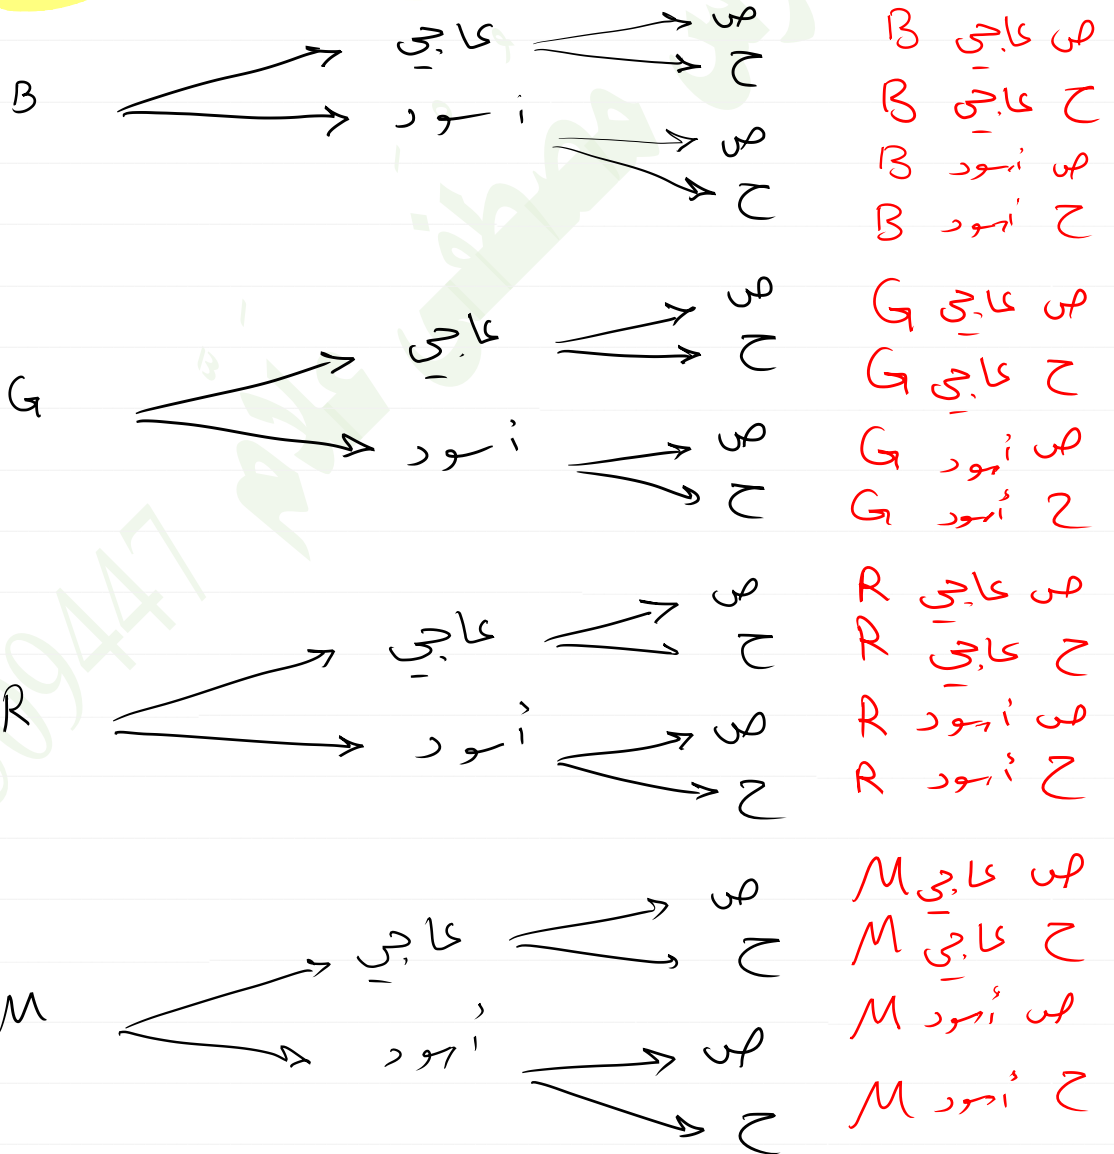 عاجي ص B عاجي ص
ح B عاجي ح
B
أسود ص B أسود ص
ح B أسود ح
عاجي ص G عاجي ص
ح G عاجي ح
G
أسود ص G أسود ص
ح G أسود ح
عاجي ص R عاجي ص
ح R عاجي ح
R
أسود ص R أسود ص
ح R أسود ح
عاجي ص M عاجي ص
ح M عاجي ح
M
أسود ص M أسود ص
ح M أسود ح